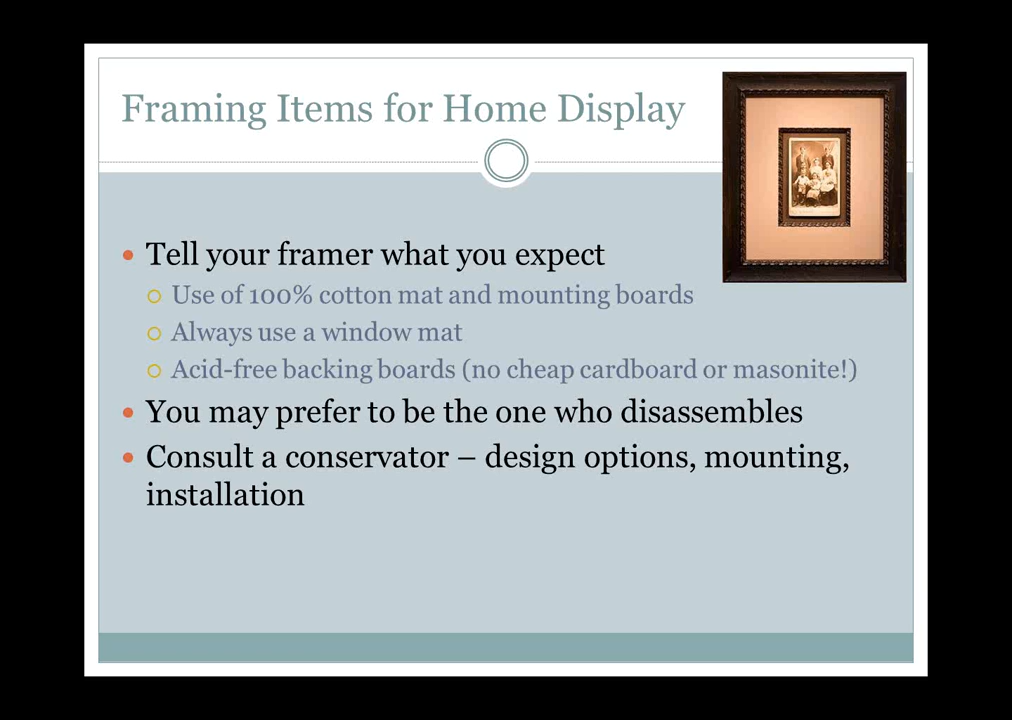 Framing Items for Home Display
Tell your framer what you expect
Use of 100% cotton mat and mounting boards
Always use a window mat
Acid-free backing boards (no cheap cardboard or masonite!)
You may prefer to be the one who disassembles
Consult a conservator – design options, mounting,
installation